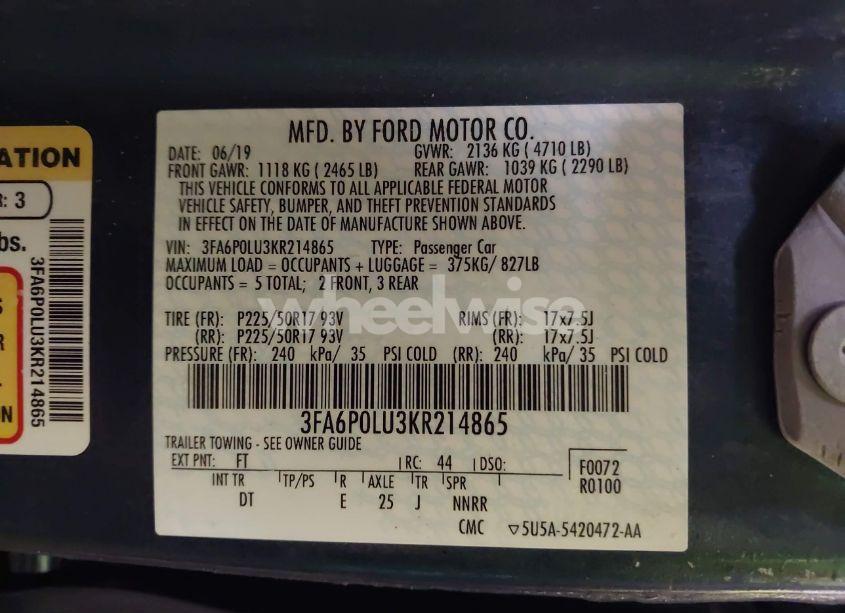 ATION
R: 3
bs.
S
R
L.
N
ON
3FA6P0LU3KR214865
MFD. BY FORD MOTOR CO.
DATE: 06/19 GVWR: 2136 KG ( 4710 LB)
FRONT GAWR: 1118 KG ( 2465 LB) REAR GAWR: 1039 KG ( 2290 LB)
THIS VEHICLE CONFORMS TO ALL APPLICABLE FEDERAL MOTOR
VEHICLE SAFETY, BUMPER, AND THEFT PREVENTION STANDARDS
IN EFFECT ON THE DATE OF MANUFACTURE SHOWN ABOVE.
VIN: 3FA6P0LU3KR214865 TYPE: Passenger Car
MAXIMUM LOAD = OCCUPANTS + LUGGAGE = 375KG/ 827LB
OCCUPANTS = 5 TOTAL; 2 FRONT, 3 REAR
wheelwise
TIRE (FR): P225/50R17 93V RIMS (FR): 17x7.5J
(RR): P225/50R17 93V (RR): 17x7.5J
PRESSURE (FR): 240 kPa/ 35 PSI COLD (RR): 240 kPa/ 35 PSI COLD
3FA6P0LU3KR214865
TRAILER TOWING - SEE OWNER GUIDE
EXT PNT: FT RC: 44 DSO: F0072
R0100
INT TR TP/PS R AXLE TR SPR
DT E 25 J NNRR
CMC ▽5U5A-5420472-AA